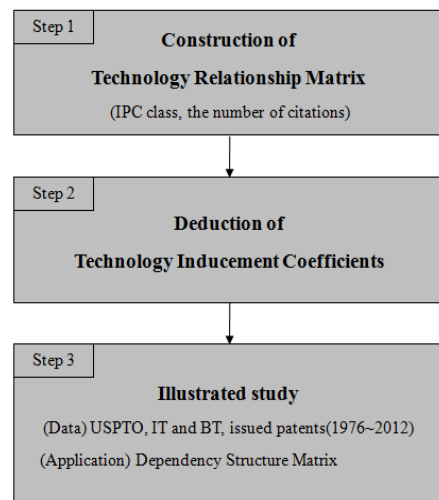 Step 1
Construction of
Technology Relationship Matrix
(IPC class, the number of citations)
Step 2
Deduction of
Technology Inducement Coefficients
Step 3
Illustrated study
(Data) USPTO, IT and BT, issued patents(1976~2012)
(Application) Dependency Structure Matrix